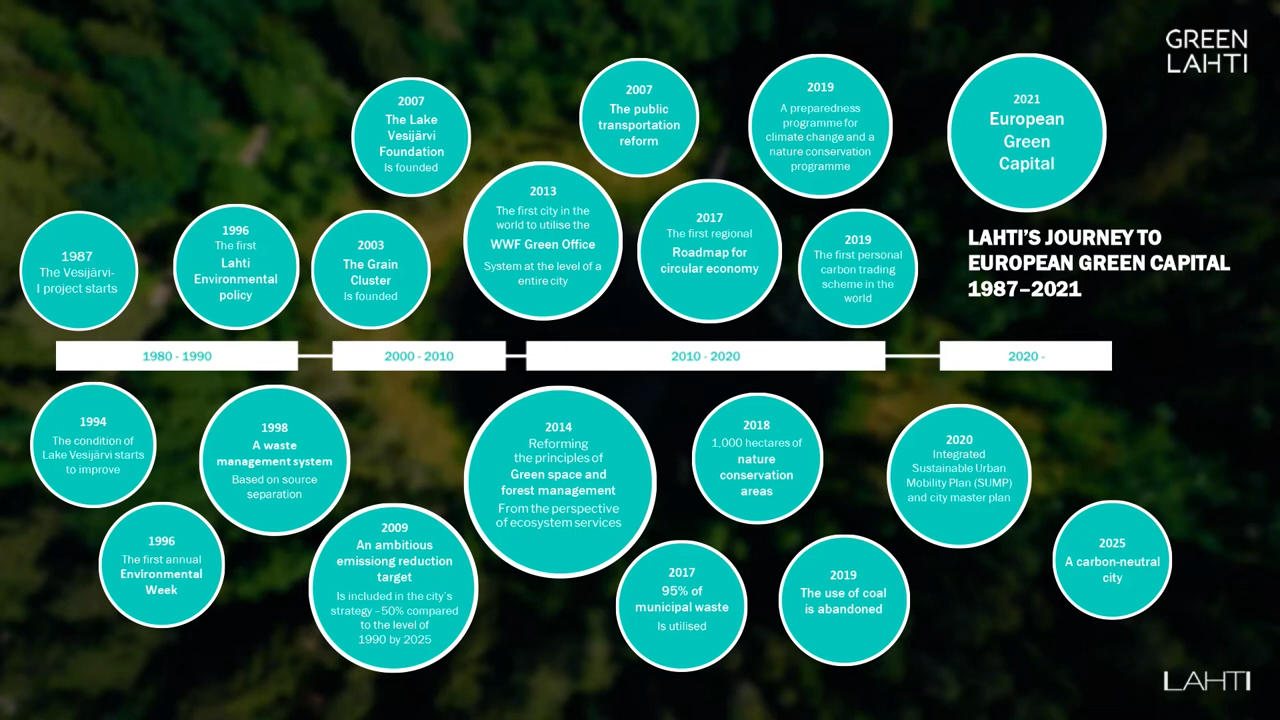 GREEN
LAHTI
2007
The Lake
Vesijärvi
Foundation
Is founded
2007
The public
transportation
reform
2019
A preparedness
programme for
climate change and a
nature conservation
programme
2021
European
Green
Capital
1987
The Vesijärvi-
I project starts
1996
The first
Lahti
Environmental
policy
2003
The Grain
Cluster
Is founded
2013
The first city in the
world to utilise the
WWF Green Office
System at the level of a
entire city
2017
The first regional
Roadmap for
circular economy
2019
The first personal
carbon trading
scheme in the
world
LAHTI'S JOURNEY TO
EUROPEAN GREEN CAPITAL
1987–2021
1980 - 1990
2000 - 2010
2010 - 2020
2020 -
1994
The condition of
Lake Vesijärvi starts
to improve
1996
The first annual
Environmental
Week
1998
A waste
management system
Based on source
separation
2009
An ambitious
emissiong reduction
target
Is included in the city's
strategy –50% compared
to the level of
1990 by 2025
2014
Reforming
the principles of
Green space and
forest management
From the perspective
of ecosystem services
2017
95% of
municipal waste
Is utilised
2018
1,000 hectares of
nature
conservation
areas
2019
The use of coal
is abandoned
2020
Integrated
Sustainable Urban
Mobility Plan (SUMP)
and city master plan
2025
A carbon-neutral
city
LAHTI